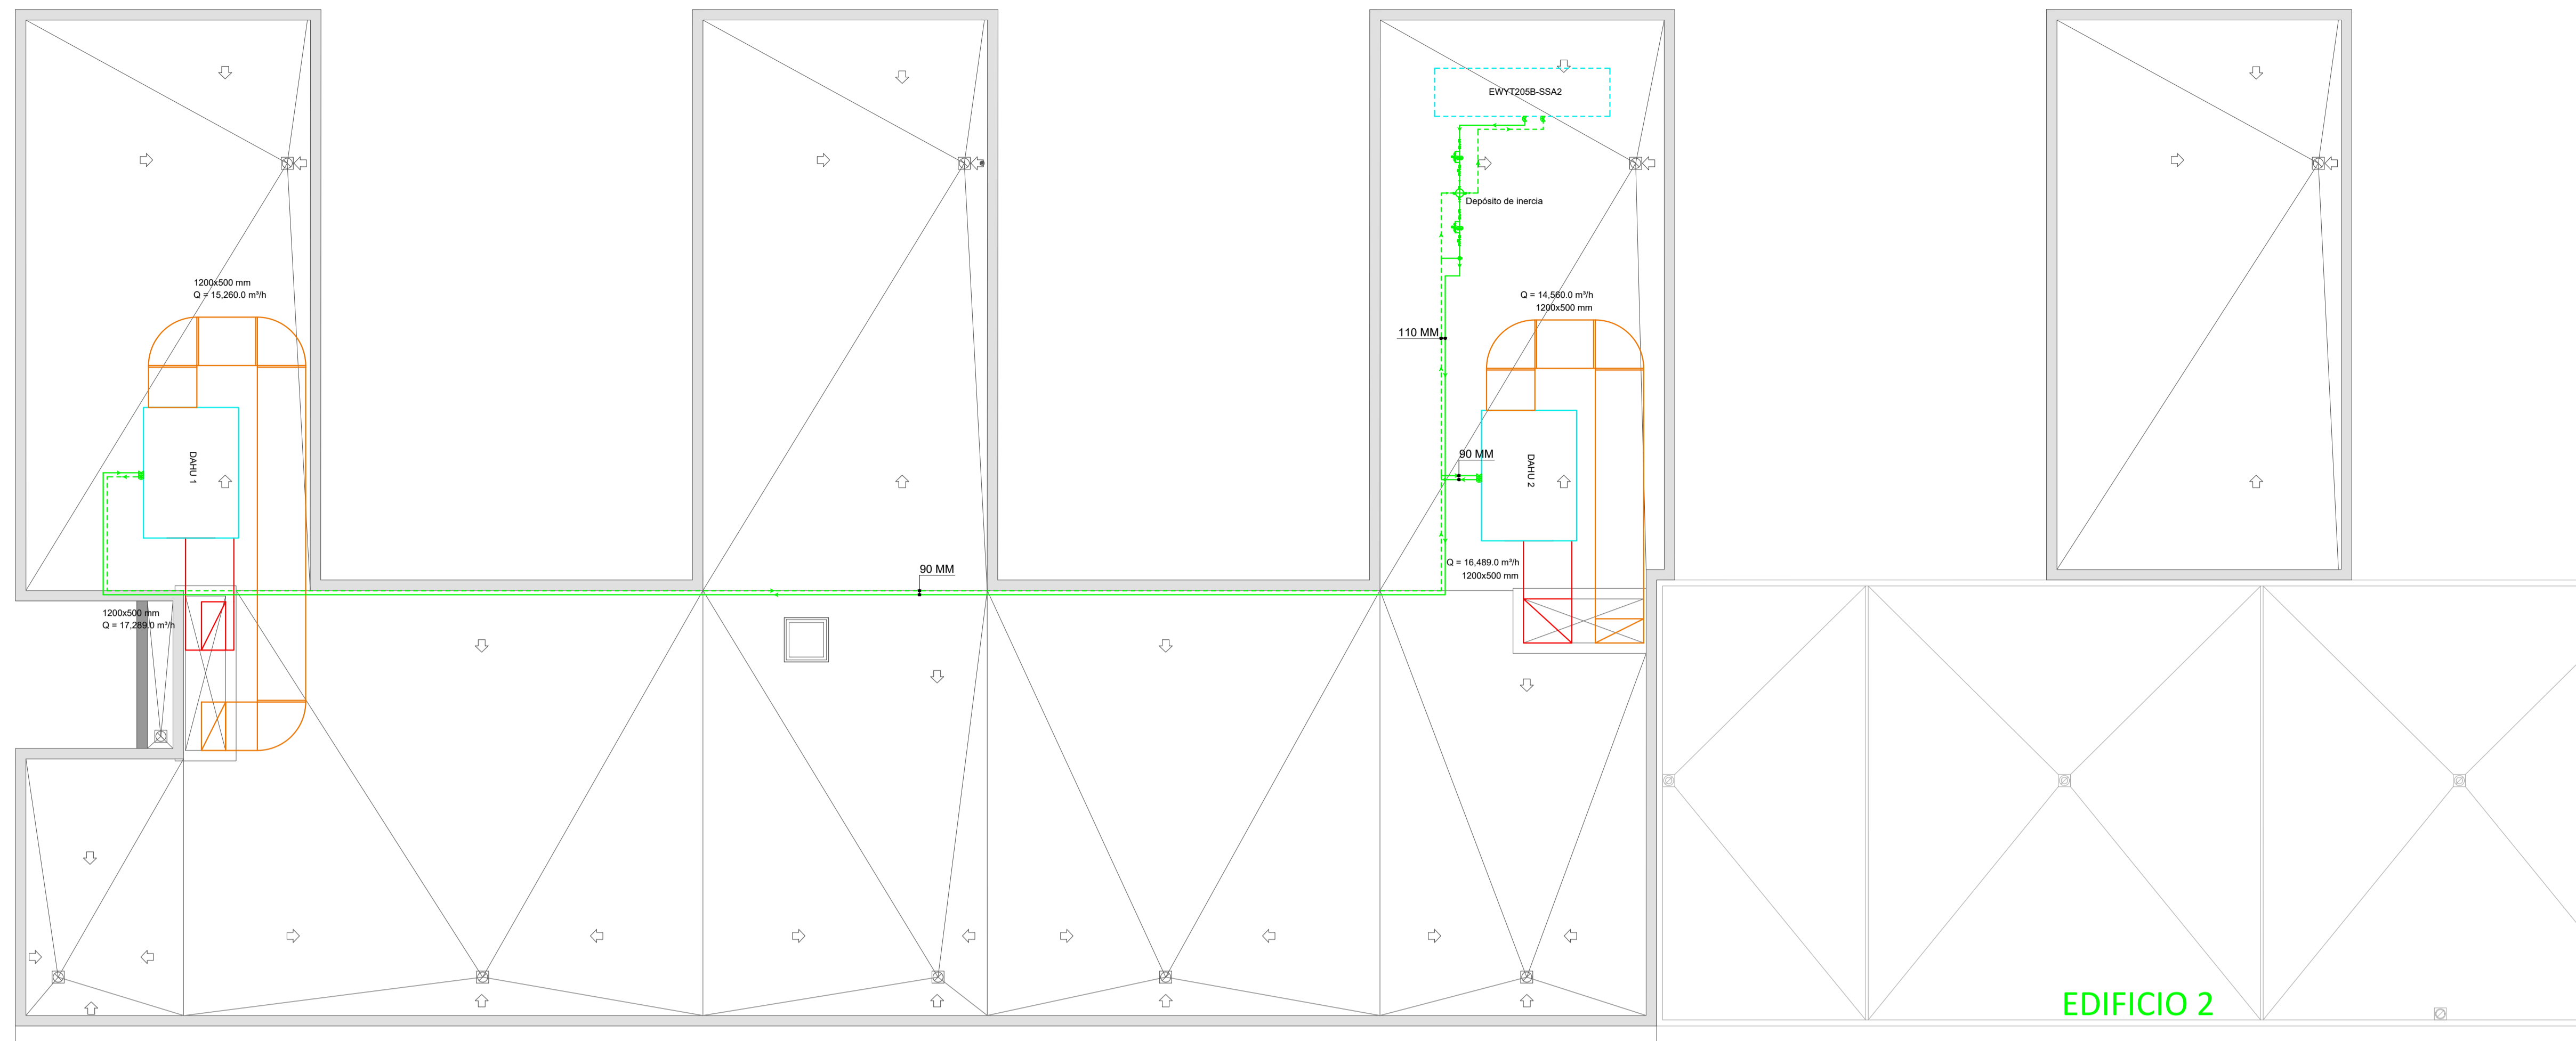 EWYT205B-SSA2
Depósito de inercia
1200x500 mm
Q = 15,260.0 m³/h
Q = 14,560.0 m³/h
1200x500 mm
110 MM
DAHU 1
90 MM
DAHU 2
90 MM
Q = 16,489.0 m³/h
1200x500 mm
1200x500 mm
Q = 17,289.0 m³/h
EDIFICIO 2